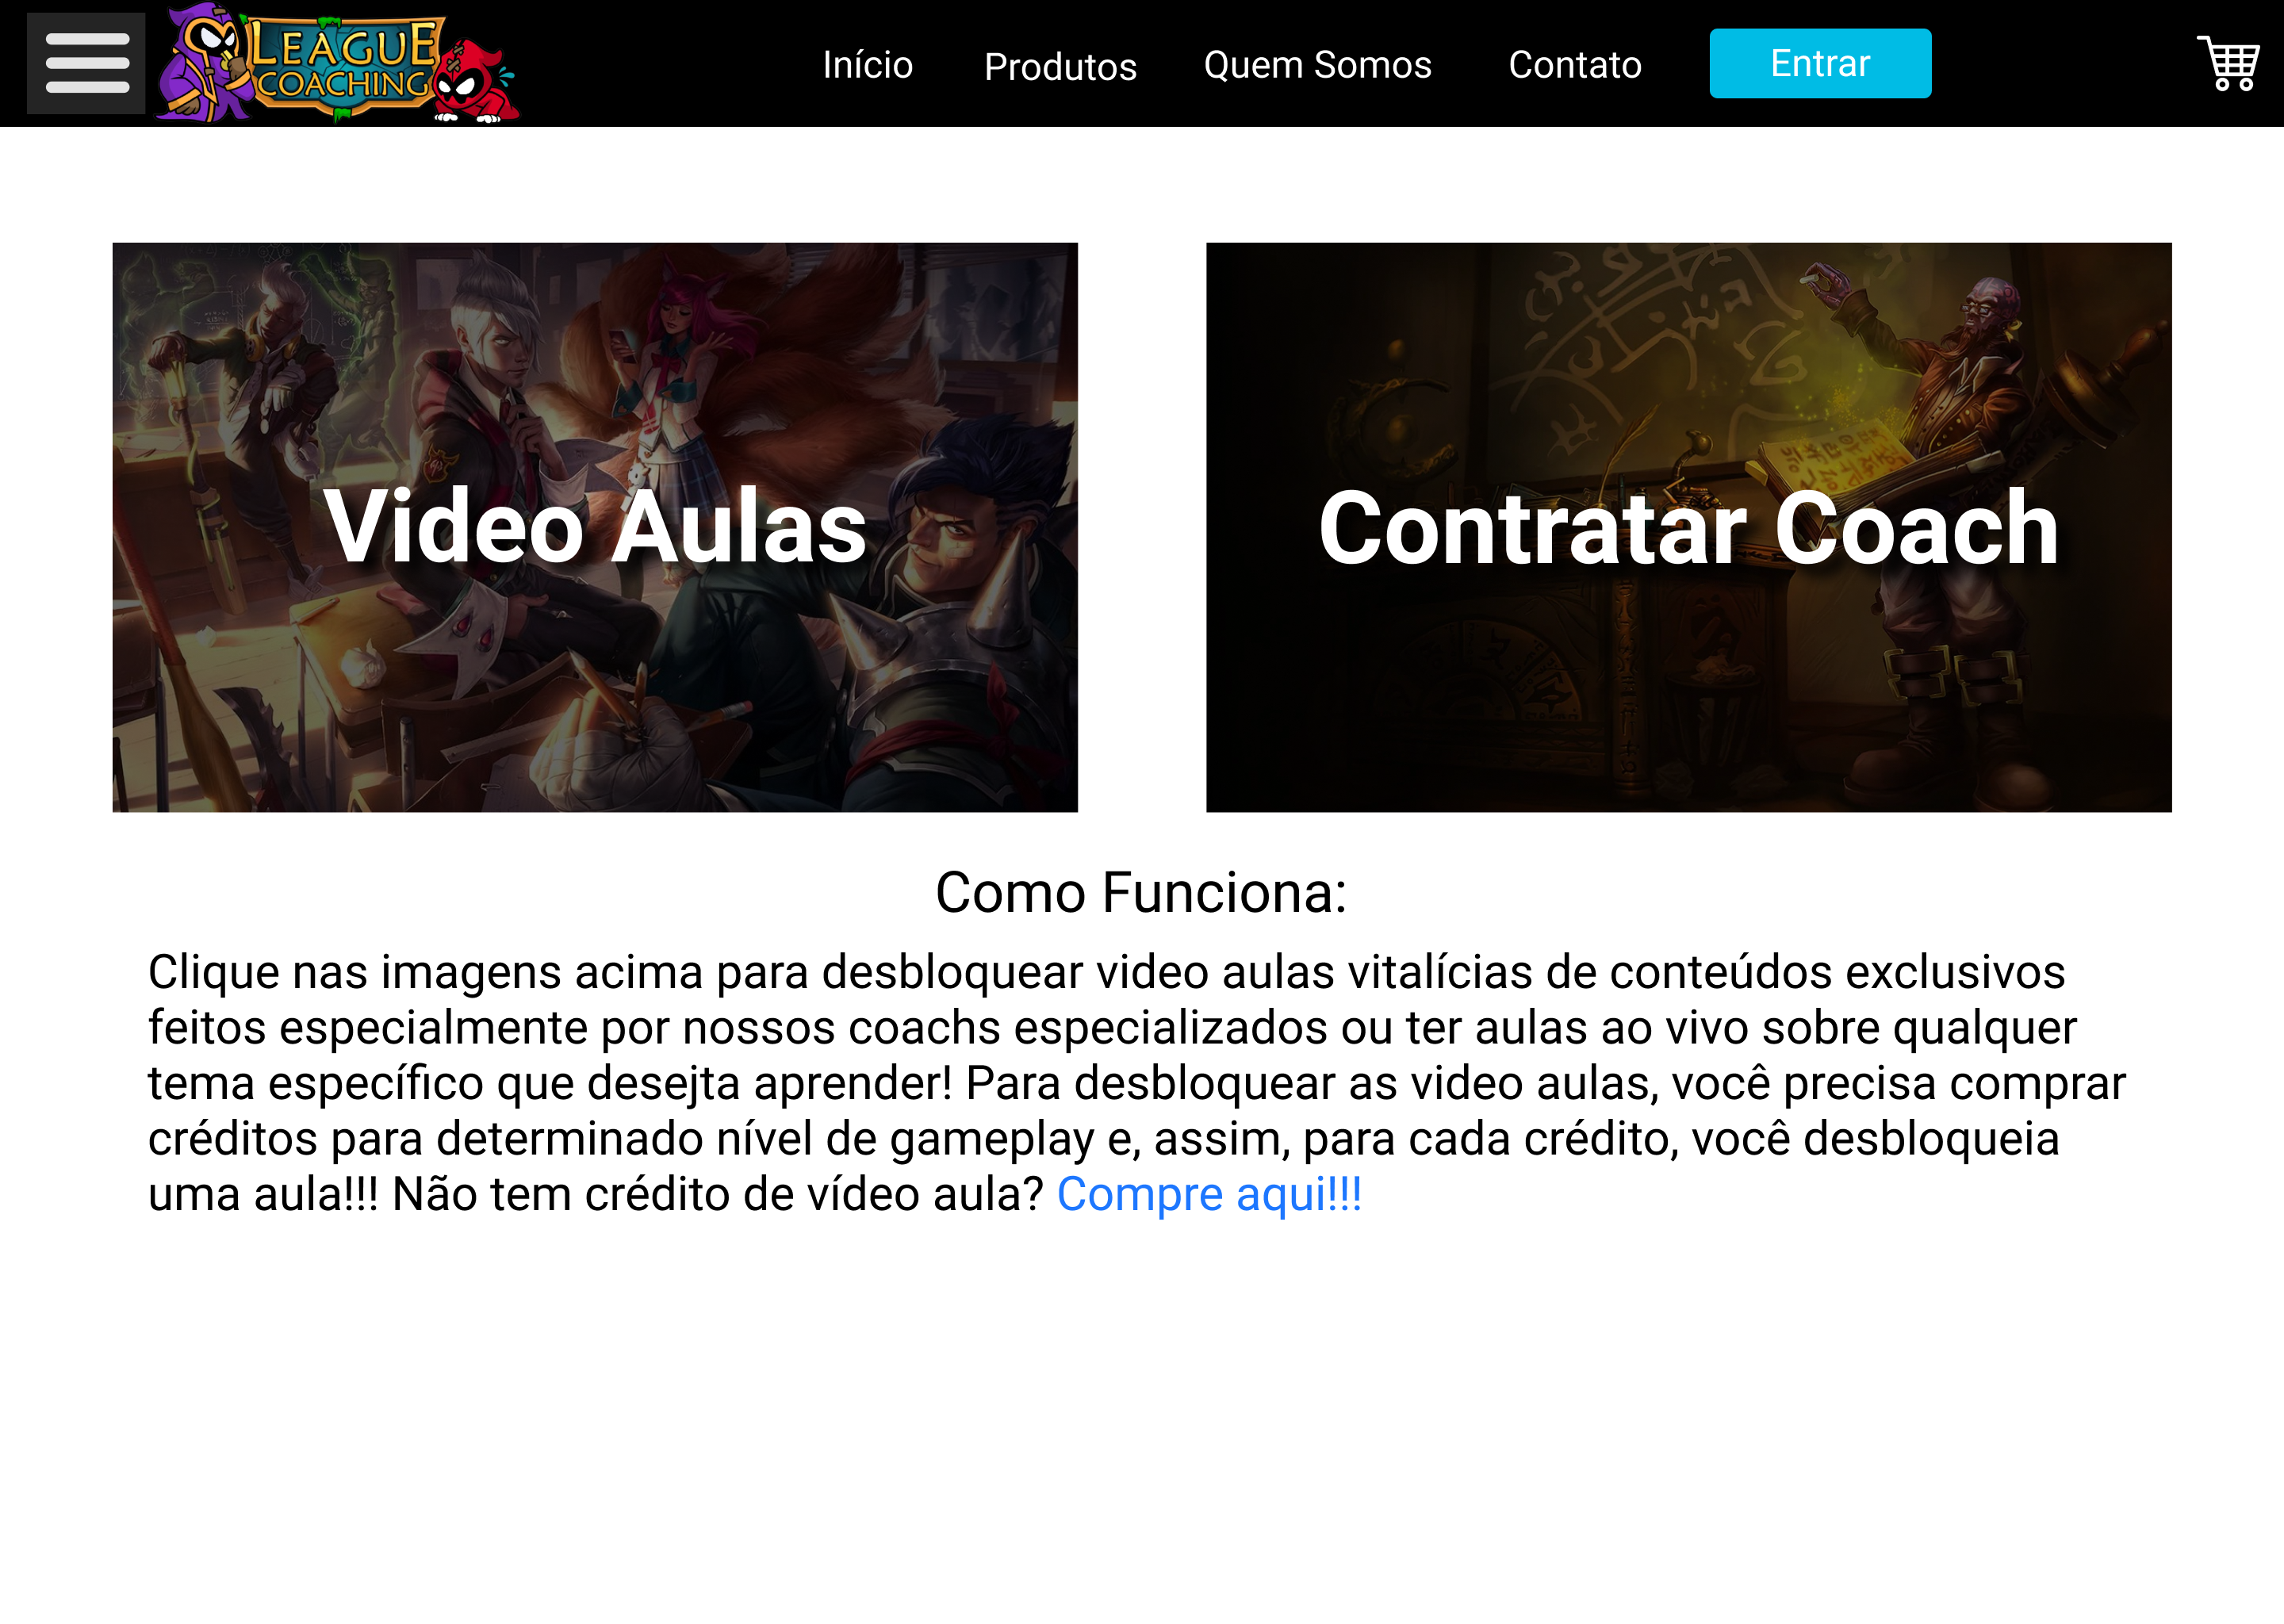 LEAGUE
COACHING
Início
Produtos
Quem Somos
Contato
Entrar
Video Aulas
Contratar Coach
Como Funciona:
Clique nas imagens acima para desbloquear video aulas vitalícias de conteúdos exclusivos
feitos especialmente por nossos coachs especializados ou ter aulas ao vivo sobre qualquer
tema específico que desejta aprender! Para desbloquear as video aulas, você precisa comprar
créditos para determinado nível de gameplay e, assim, para cada crédito, você desbloqueia
uma aula!!! Não tem crédito de vídeo aula? Compre aqui!!!